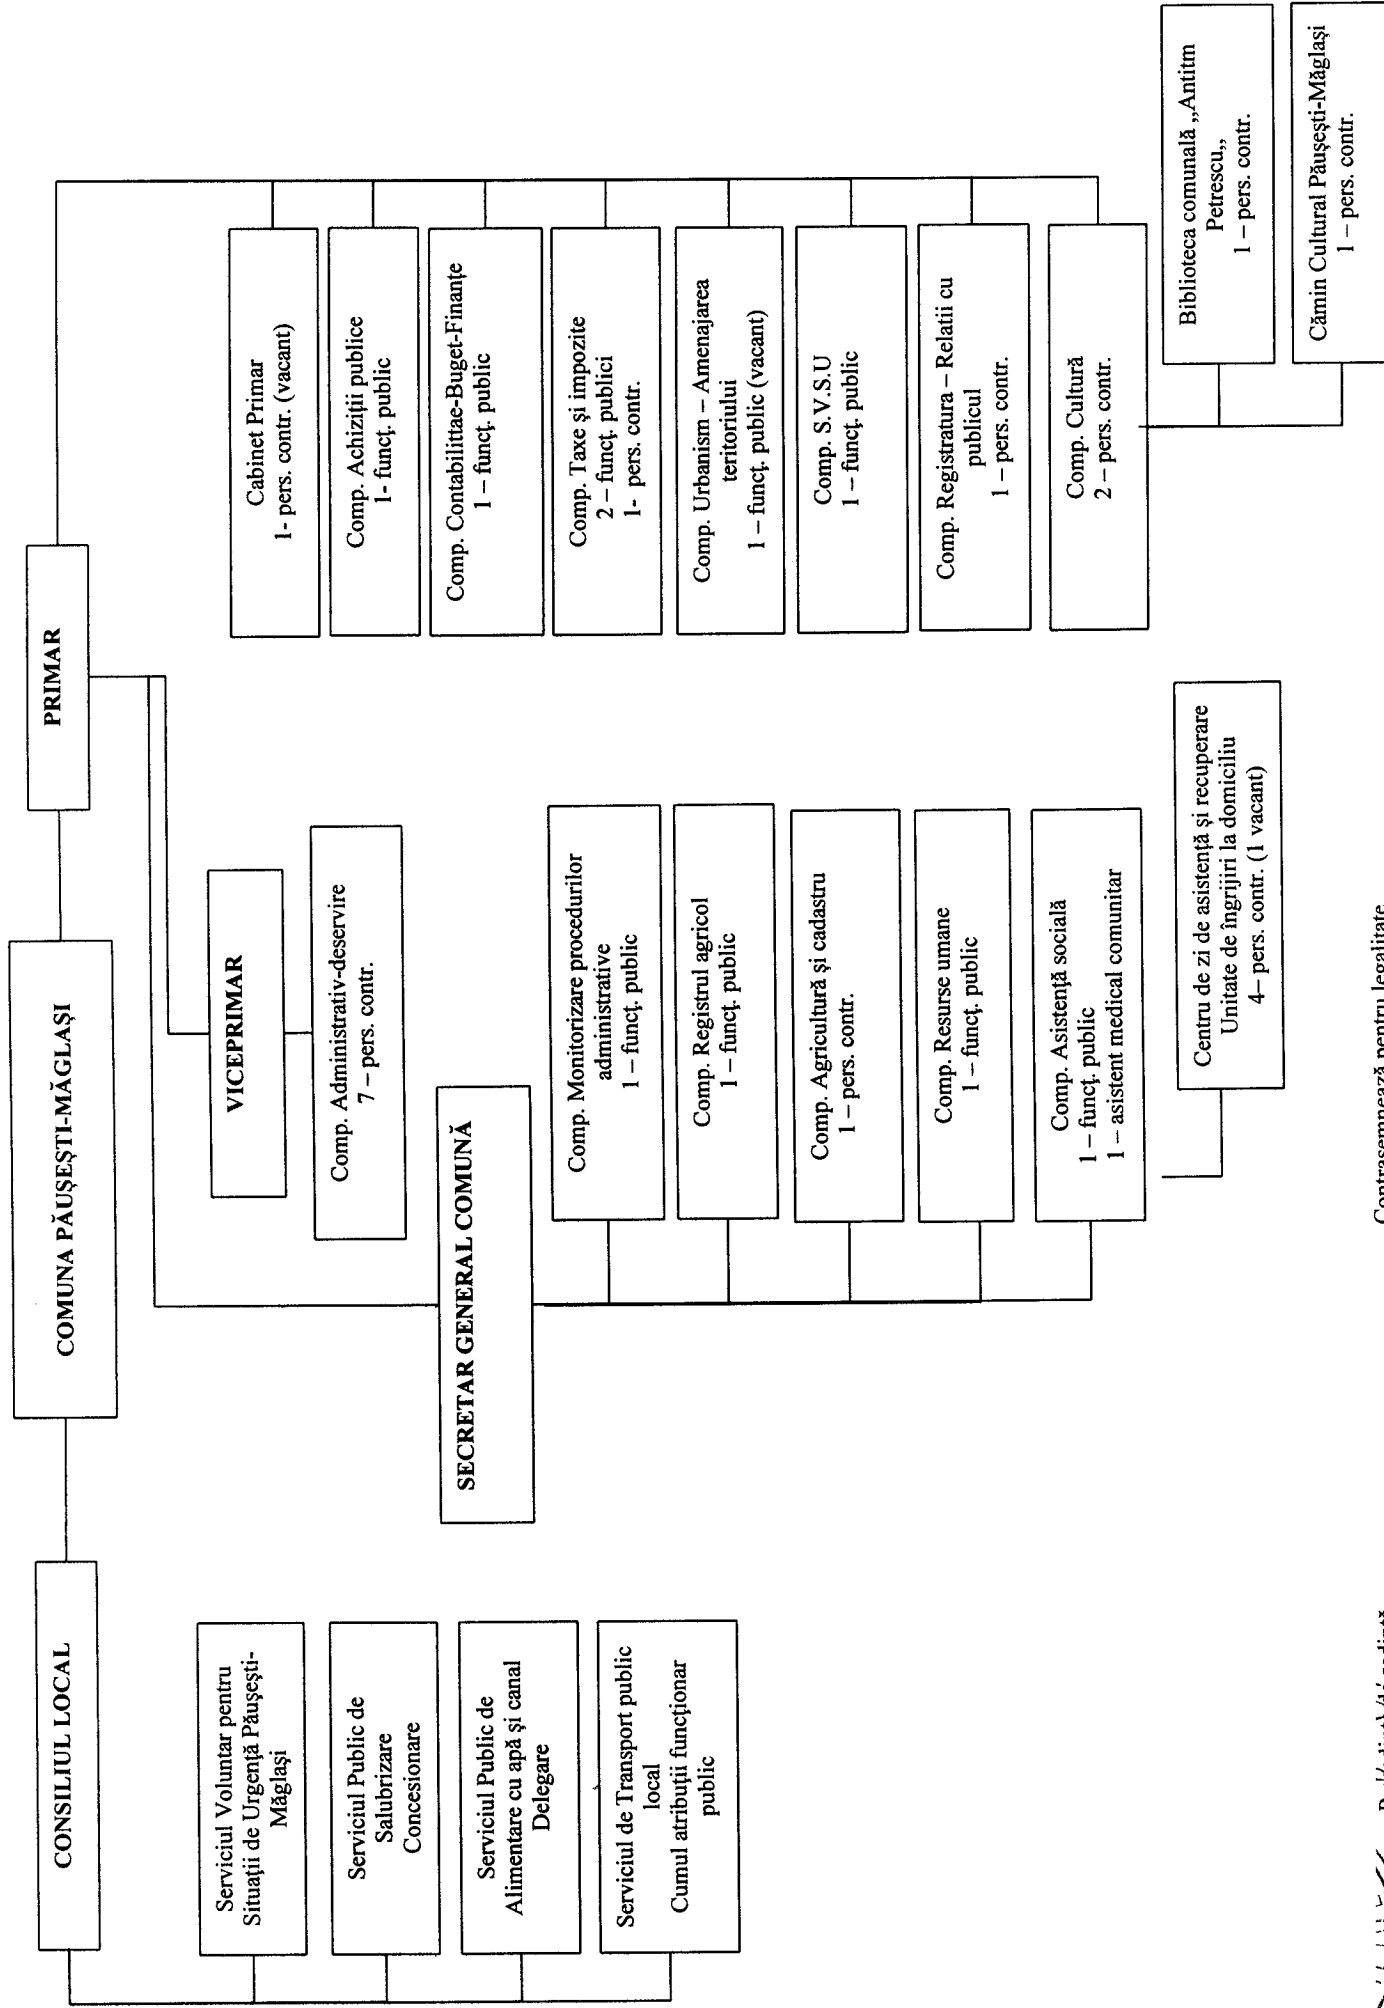 COMUNA PĂUȘEȘTI-MĂGLAȘI
CONSILIUL LOCAL
PRIMAR
Serviciul Voluntar pentru
Situații de Urgență Păușești-
Măglași
Serviciul Public de
Salubrizare
Concesionare
Serviciul Public de
Alimentare cu apă și canal
Delegare
Serviciul de Transport public
local
Cumul atribuții funcționar
public
VICEPRIMAR
Comp. Administrativ-deservire
7 – pers. contr.
SECRETAR GENERAL COMUNĂ
Comp. Monitorizare procedurilor
administrative
1 – funcț. public
Comp. Registrul agricol
1 – funcț. public
Comp. Agricultură și cadastru
1 – pers. contr.
Comp. Resurse umane
1 – funcț. public
Comp. Asistență socială
1 – funcț. public
1 – asistent medical comunitar
Centru de zi de asistență și recuperare
Unitate de îngrijiri la domiciliu
4– pers. contr. (1 vacant)
Cabinet Primar
1- pers. contr. (vacant)
Comp. Achiziții publice
1- funcț. public
Comp. Contabilittae-Buget-Finanțe
1 – funcț. public
Comp. Taxe și impozite
2 – funcț. publici
1- pers. contr.
Comp. Urbanism – Amenajarea
teritoriului
1 – funcț. public (vacant)
Comp. S.V.S.U
1 – funcț. public
Comp. Registratura – Relatii cu
publicul
1 – pers. contr.
Comp. Cultură
2 – pers. contr.
Biblioteca comunală „Antitm
Petrescu„
1 – pers. contr.
Cămin Cultural Păușești-Măglași
1 – pers. contr.
Contrasemnează pentru legalitate